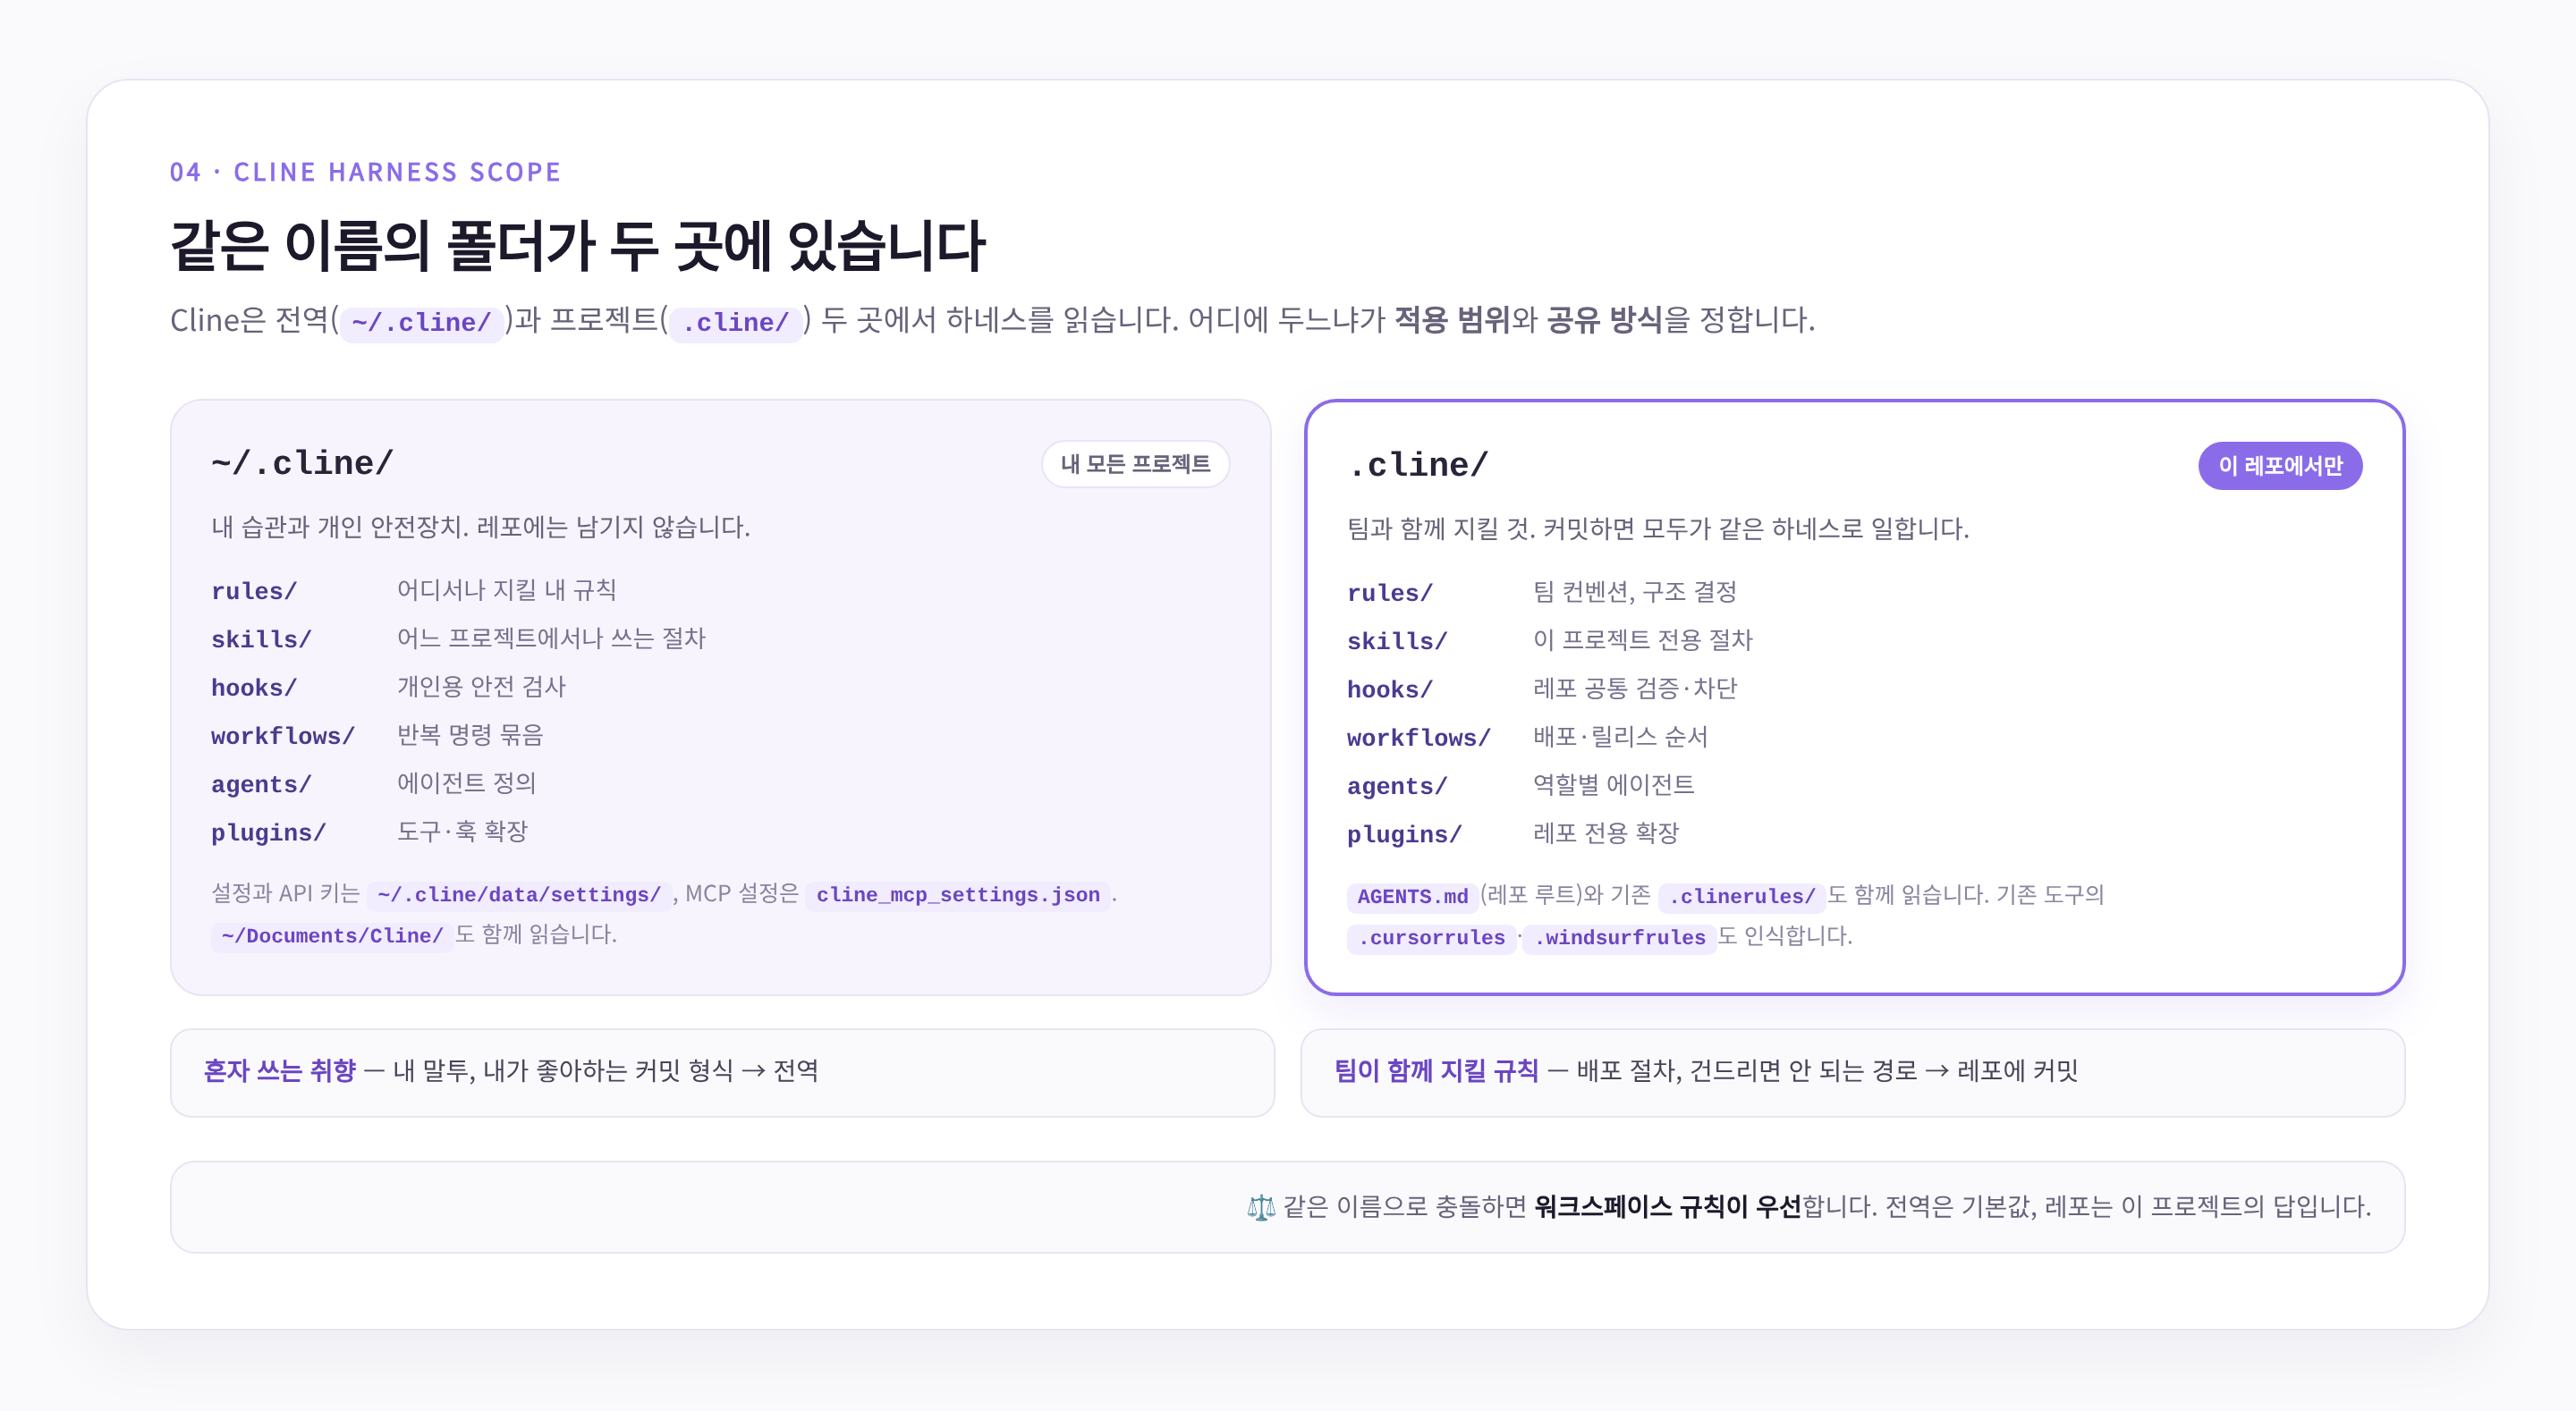 04 · CLINE HARNESS SCOPE
같은 이름의 폴더가 두 곳에 있습니다
Cline은 전역(~/.cline/)과 프로젝트(.cline/) 두 곳에서 하네스를 읽습니다. 어디에 두느냐가 적용 범위와 공유 방식을 정합니다.
~/.cline/
내 모든 프로젝트
내 습관과 개인 안전장치. 레포에는 남기지 않습니다.
rules/ 어디서나 지킬 내 규칙
skills/ 어느 프로젝트에서나 쓰는 절차
hooks/ 개인용 안전 검사
workflows/ 반복 명령 묶음
agents/ 에이전트 정의
plugins/ 도구·훅 확장
설정과 API 키는 ~/.cline/data/settings/, MCP 설정은 cline_mcp_settings.json.
~/Documents/Cline/도 함께 읽습니다.
.cline/
이 레포에서만
팀과 함께 지킬 것. 커밋하면 모두가 같은 하네스로 일합니다.
rules/ 팀 컨벤션, 구조 결정
skills/ 이 프로젝트 전용 절차
hooks/ 레포 공통 검증·차단
workflows/ 배포·릴리스 순서
agents/ 역할별 에이전트
plugins/ 레포 전용 확장
AGENTS.md(레포 루트)와 기존 .clinerules/도 함께 읽습니다. 기존 도구의
.cursorrules·.windsurfrules도 인식합니다.
혼자 쓰는 취향 — 내 말투, 내가 좋아하는 커밋 형식 → 전역
팀이 함께 지킬 규칙 — 배포 절차, 건드리면 안 되는 경로 → 레포에 커밋
⚖️ 같은 이름으로 충돌하면 워크스페이스 규칙이 우선합니다. 전역은 기본값, 레포는 이 프로젝트의 답입니다.